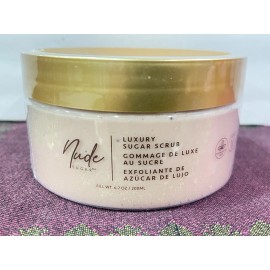 Nude
SUGAR
LUXURY
SUGAR SCRUB
GOMMAGE DE LUXE
AU SUCRE
EXFOLIANTE DE
AZÚCAR DE LUJO